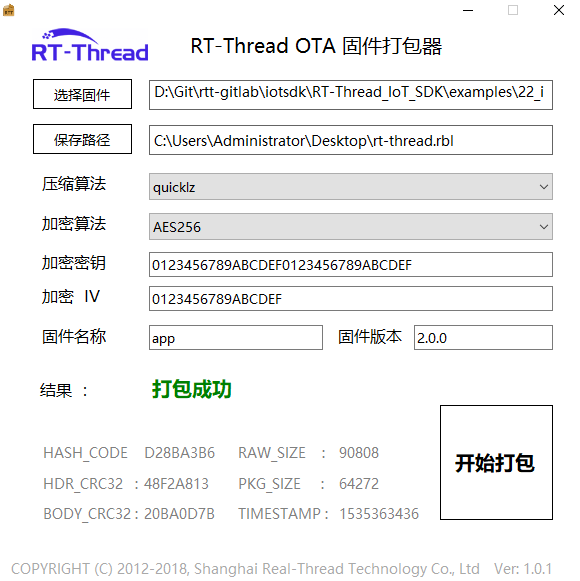 RT-Thread
RT-Thread OTA 固件打包器
选择固件 D:\Git\rtt-gitlab\iotsdk\RT-Thread_IoT_SDK\examples\22_i
保存路径 C:\Users\Administrator\Desktop\rt-thread.rbl
压缩算法 quicklz
加密算法 AES256
加密密钥 0123456789ABCDEF0123456789ABCDEF
加密 IV 0123456789ABCDEF
固件名称 app 固件版本 2.0.0
结果 : 打包成功
开始打包
HASH_CODE D28BA3B6 RAW_SIZE : 90808
HDR_CRC32 : 48F2A813 PKG_SIZE : 64272
BODY_CRC32 : 20BA0D7B TIMESTAMP : 1535363436
COPYRIGHT (C) 2012-2018, Shanghai Real-Thread Technology Co., Ltd Ver: 1.0.1